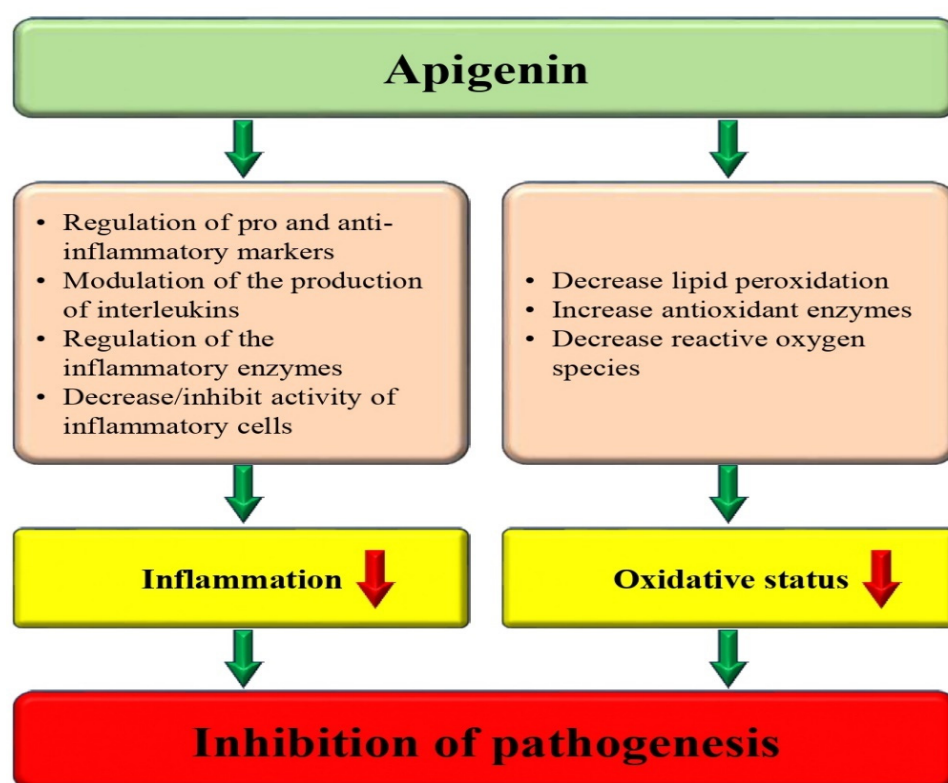 Apigenin
• Regulation of pro and anti-
inflammatory markers
• Modulation of the production
of interleukins
• Regulation of the
inflammatory enzymes
• Decrease/inhibit activity of
inflammatory cells
• Decrease lipid peroxidation
• Increase antioxidant enzymes
• Decrease reactive oxygen
species
Inflammation
Oxidative status
Inhibition of pathogenesis